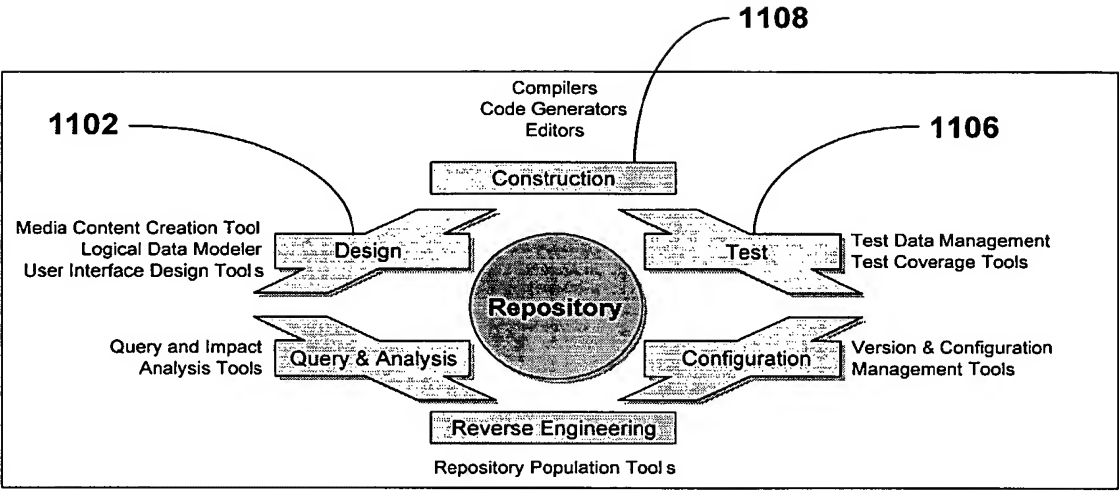 1108
Compilers
Code Generators
Editors
1102
1106
Construction
Media Content Creation Tool
Logical Data Modeler
User Interface Design Tools
Design
Test
Test Data Management
Test Coverage Tools
Repository
Query and Impact
Analysis Tools
Query & Analysis
Configuration
Version & Configuration
Management Tools
Reverse Engineering
Repository Population Tools